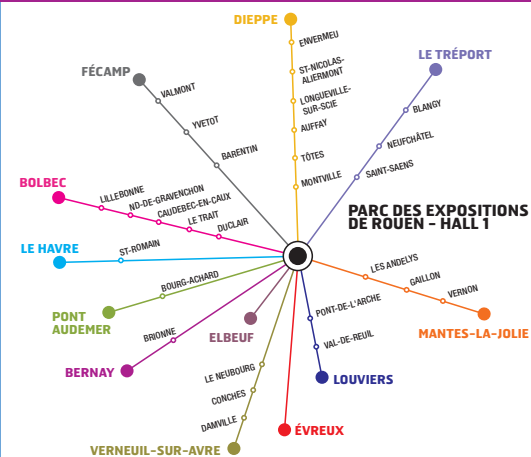 DIEPPE
ENVERMEU
ST-NICOLAS-
ALIERMONT
LONGUEVILLE-
SUR-SCIE
AUFFAY
TÔTES
MONTVILLE
LE TRÉPORT
BLANGY
NEUFCHÂTEL
SAINT-SAENS
FÉCAMP
VALMONT
YVETOT
BARENTIN
BOLBEC
LILLEBONNE
ND-DE-GRAVENCHON
CAUDEBEC-EN-CAUX
LE TRAIT
DUCLAIR
PARC DES EXPOSITIONS
DE ROUEN - HALL 1
LE HAVRE
ST-ROMAIN
LES ANDELYS
GAILLON
VERNON
MANTES-LA-JOLIE
BOURG-ACHARD
PONT
AUDEMER
BRIONNE
BERNAY
ELBEUF
PONT-DE-L'ARCHE
VAL-DE-REUIL
LOUVIERS
LE NEUBOURG
CONCHES
DAMVILLE
VERNEUIL-SUR-AVRE
ÉVREUX